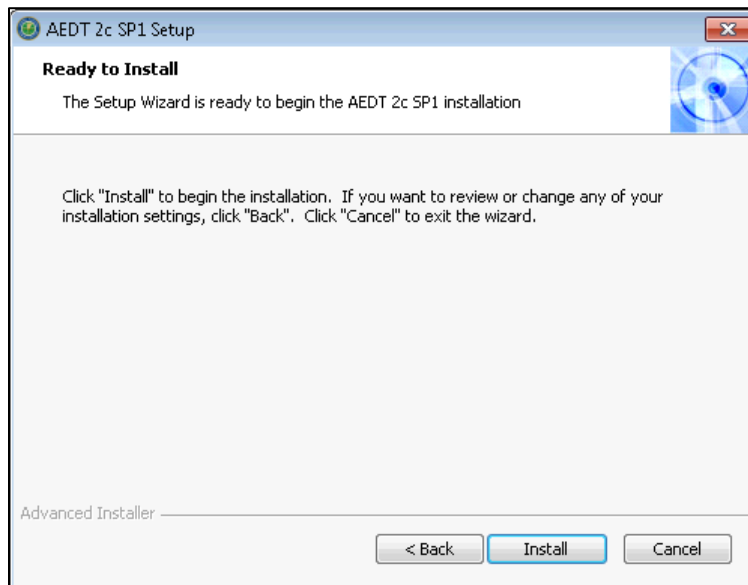 AEDT 2c SP1 Setup
Ready to Install
The Setup Wizard is ready to begin the AEDT 2c SP1 installation
Click "Install" to begin the installation. If you want to review or change any of your
installation settings, click "Back". Click "Cancel" to exit the wizard.
Advanced Installer
< Back
Install
Cancel